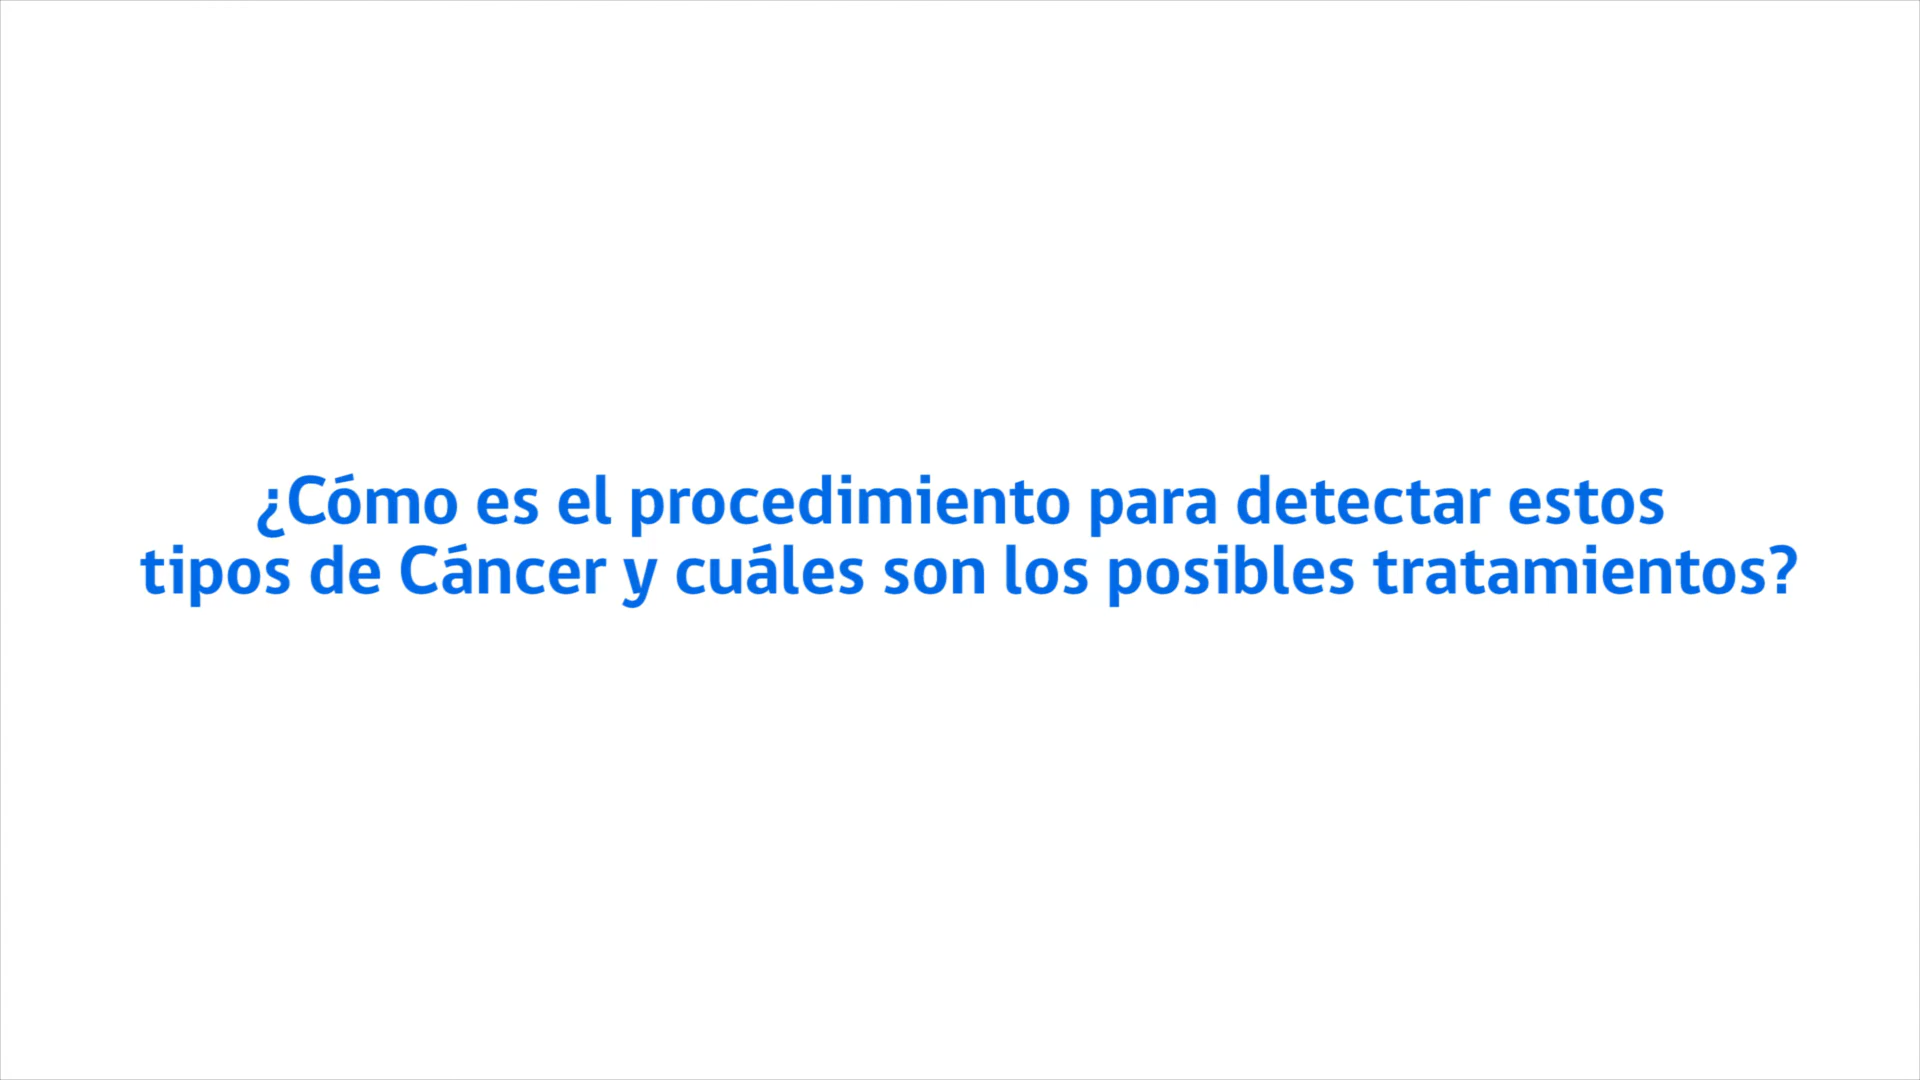 ¿Cómo es el procedimiento para detectar estos
tipos de Cáncer y cuáles son los posibles tratamientos?